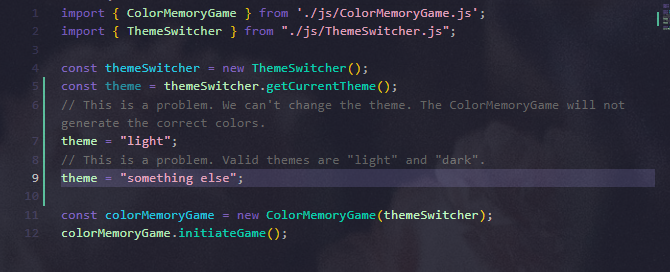 1 import { ColorMemoryGame } from './js/ColorMemoryGame.js';
2 import { ThemeSwitcher } from "./js/ThemeSwitcher.js";
3
4 const themeSwitcher = new ThemeSwitcher();
5 const theme = themeSwitcher.getCurrentTheme();
6 // This is a problem. We can't change the theme. The ColorMemoryGame will not
generate the correct colors.
7 theme = "light";
8 // This is a problem. Valid themes are "light" and "dark".
9 theme = "something else";
10
11 const colorMemoryGame = new ColorMemoryGame(themeSwitcher);
12 colorMemoryGame.initiateGame();